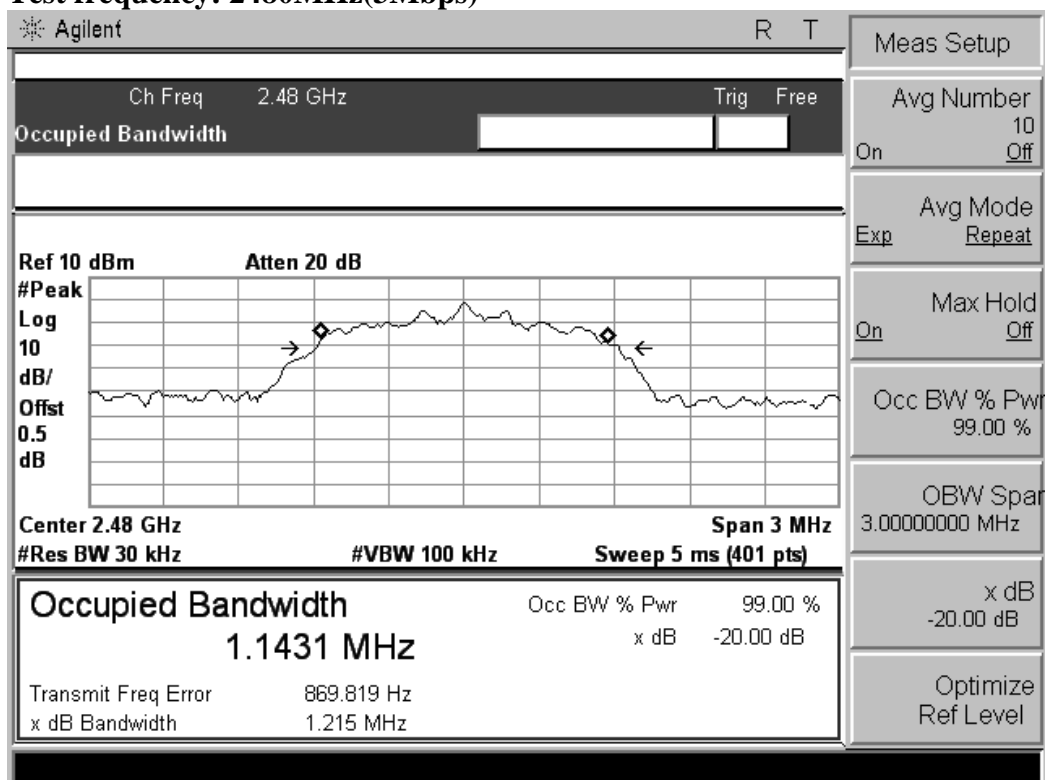 Test frequency: 2480MHz(3Mbps)
Agilent R T
Ch Freq 2.48 GHz Trig Free
Occupied Bandwidth
Ref 10 dBm Atten 20 dB
#Peak
Log
10
dB/
Offst
0.5
dB
Center 2.48 GHz Span 3 MHz
#Res BW 30 kHz #VBW 100 kHz Sweep 5 ms (401 pts)
Occupied Bandwidth Occ BW % Pwr 99.00 %
1.1431 MHz x dB -20.00 dB
Transmit Freq Error 869.819 Hz
x dB Bandwidth 1.215 MHz
Meas Setup
Avg Number
10
On Off
Avg Mode
Exp Repeat
Max Hold
On Off
Occ BW % Pwr
99.00 %
OBW Span
3.00000000 MHz
x dB
-20.00 dB
Optimize
Ref Level